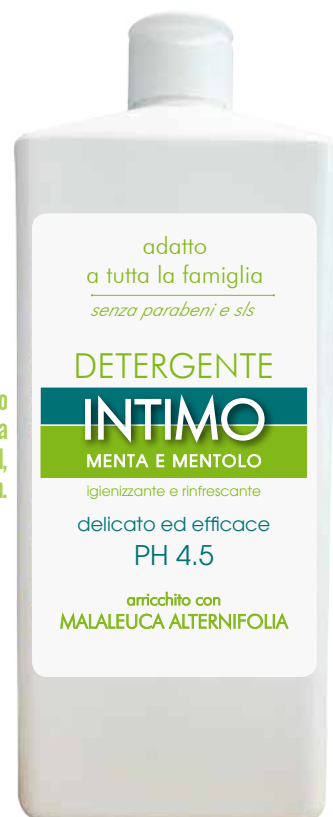 adatto
a tutta la famiglia
senza parabeni e sls
DETERGENTE
INTIMO
MENTA E MENTOLO
igienizzante e rinfrescante
delicato ed efficace
PH 4.5
arricchito con
MALALEUCA ALTERNIFOLIA